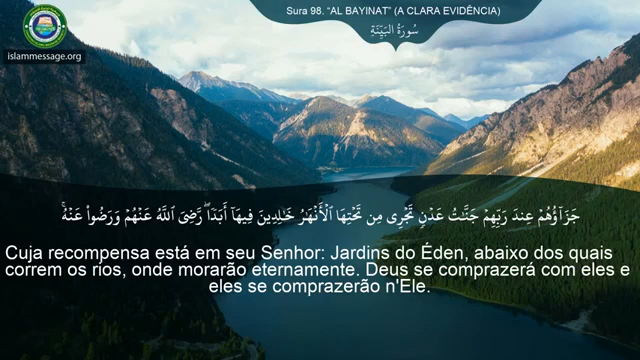 Sura 98. “AL BAYINAT” (A CLARA EVIDÊNCIA)
سُورَةُ البَيِّنَةِ
islammessage.org
جَزَآؤُهُمۡ عِندَ رَبِّهِمۡ جَنَّٰتُ عَدۡنٖ تَجۡرِي مِن تَحۡتِهَا ٱلۡأَنۡهَٰرُ خَٰلِدِينَ فِيهَآ أَبَدٗاۖ رَّضِيَ ٱللَّهُ عَنۡهُمۡ وَرَضُواْ عَنۡهُۚ
Cuja recompensa está em seu Senhor: Jardins do Éden, abaixo dos quais
correm os rios, onde morarão eternamente. Deus se comprazerá com eles e
eles se comprazerão n'Ele.